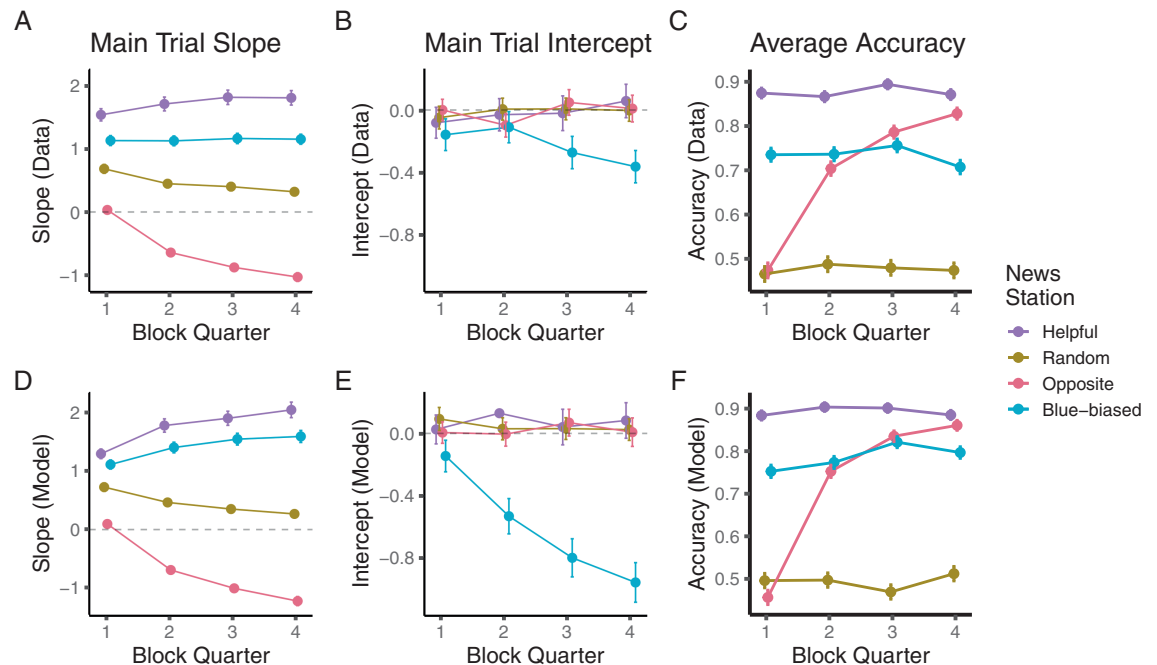 A
Main Trial Slope
Slope (Data)
2
1
0
−1
1 2 3 4
Block Quarter
B
Main Trial Intercept
Intercept (Data)
0.0
−0.4
−0.8
1 2 3 4
Block Quarter
C
Average Accuracy
Accuracy (Data)
0.9
0.8
0.7
0.6
0.5
1 2 3 4
Block Quarter
D
Slope (Model)
2
1
0
−1
1 2 3 4
Block Quarter
E
Intercept (Model)
0.0
−0.4
−0.8
1 2 3 4
Block Quarter
F
Accuracy (Model)
0.9
0.8
0.7
0.6
0.5
1 2 3 4
Block Quarter
News
Station
Helpful
Random
Opposite
Blue−biased